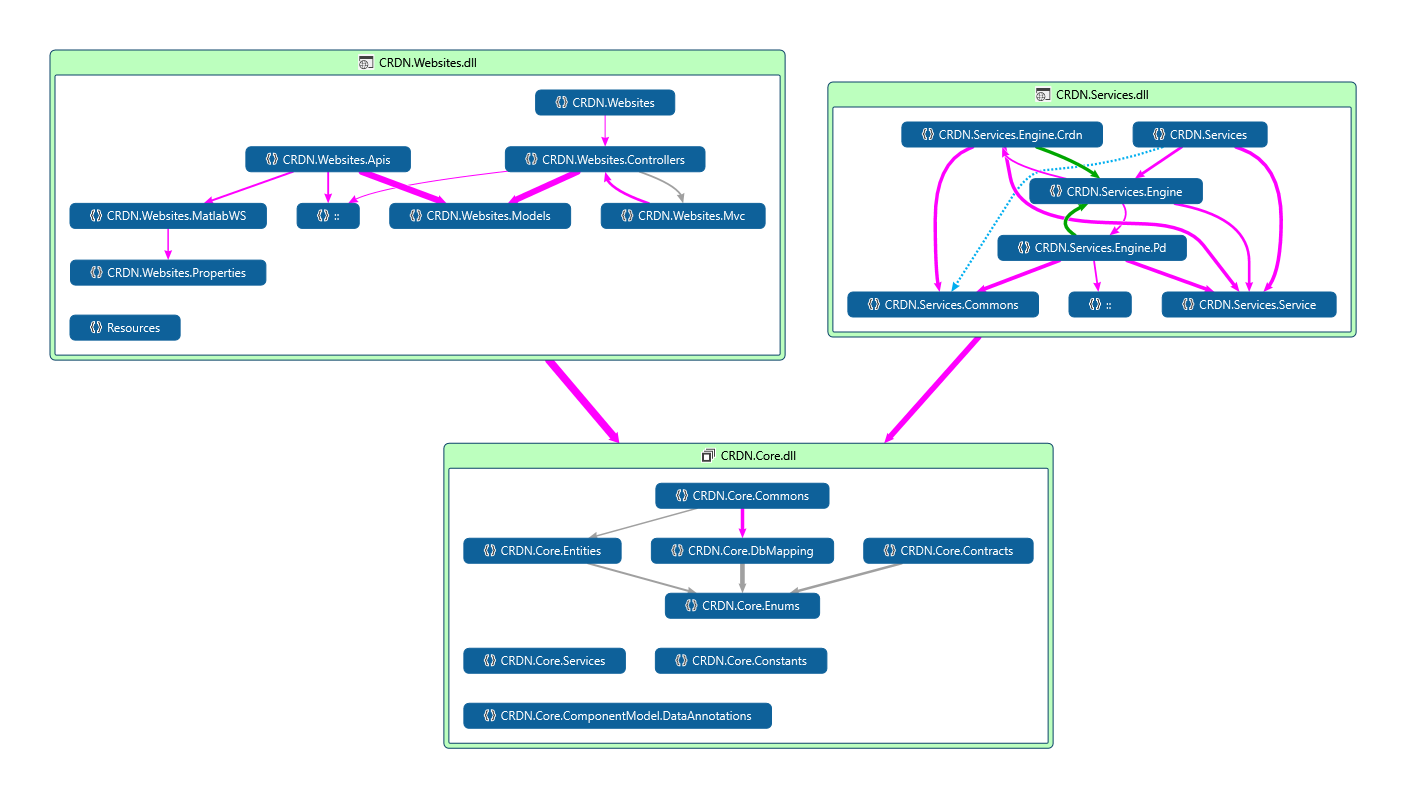 CRDN.Websites.dll
CRDN.Websites
CRDN.Websites.Apis
CRDN.Websites.Controllers
CRDN.Websites.MatlabWS
::
CRDN.Websites.Models
CRDN.Websites.Mvc
CRDN.Websites.Properties
Resources
CRDN.Services.dll
CRDN.Services.Engine.Crdn
CRDN.Services
CRDN.Services.Engine
CRDN.Services.Engine.Pd
CRDN.Services.Commons
::
CRDN.Services.Service
CRDN.Core.dll
CRDN.Core.Commons
CRDN.Core.Entities
CRDN.Core.DbMapping
CRDN.Core.Contracts
CRDN.Core.Enums
CRDN.Core.Services
CRDN.Core.Constants
CRDN.Core.ComponentModel.DataAnnotations